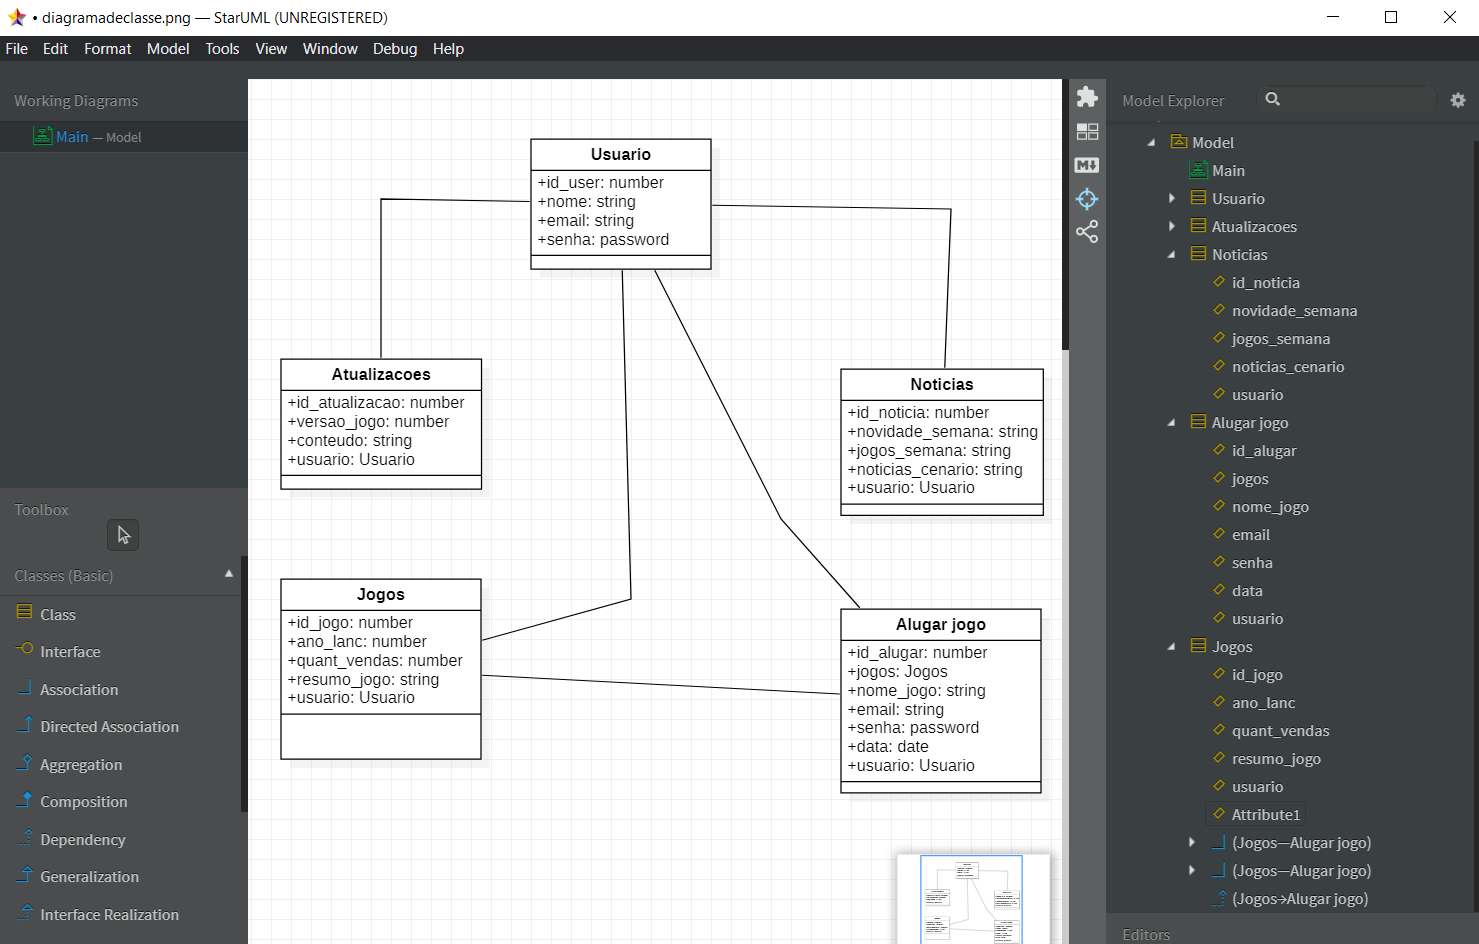 • diagramadeclasse.png — StarUML (UNREGISTERED)
File Edit Format Model Tools View Window Debug Help
Working Diagrams
Main — Model
Toolbox
Classes (Basic)
Class
Interface
Association
Directed Association
Aggregation
Composition
Dependency
Generalization
Interface Realization
Usuario
+id_user: number
+nome: string
+email: string
+senha: password
Atualizacoes
+id_atualizacao: number
+versao_jogo: number
+conteudo: string
+usuario: Usuario
Noticias
+id_noticia: number
+novidade_semana: string
+jogos_semana: string
+noticias_cenario: string
+usuario: Usuario
Jogos
+id_jogo: number
+ano_lanc: number
+quant_vendas: number
+resumo_jogo: string
+usuario: Usuario
Alugar jogo
+id_alugar: number
+jogos: Jogos
+nome_jogo: string
+email: string
+senha: password
+data: date
+usuario: Usuario
M
Model Explorer
Model
Main
Usuario
Atualizacoes
Noticias
id_noticia
novidade_semana
jogos_semana
noticias_cenario
usuario
Alugar jogo
id_alugar
jogos
nome_jogo
email
senha
data
usuario
Jogos
id_jogo
ano_lanc
quant_vendas
resumo_jogo
usuario
Attribute1
(Jogos—Alugar jogo)
(Jogos—Alugar jogo)
(Jogos→Alugar jogo)
Editors